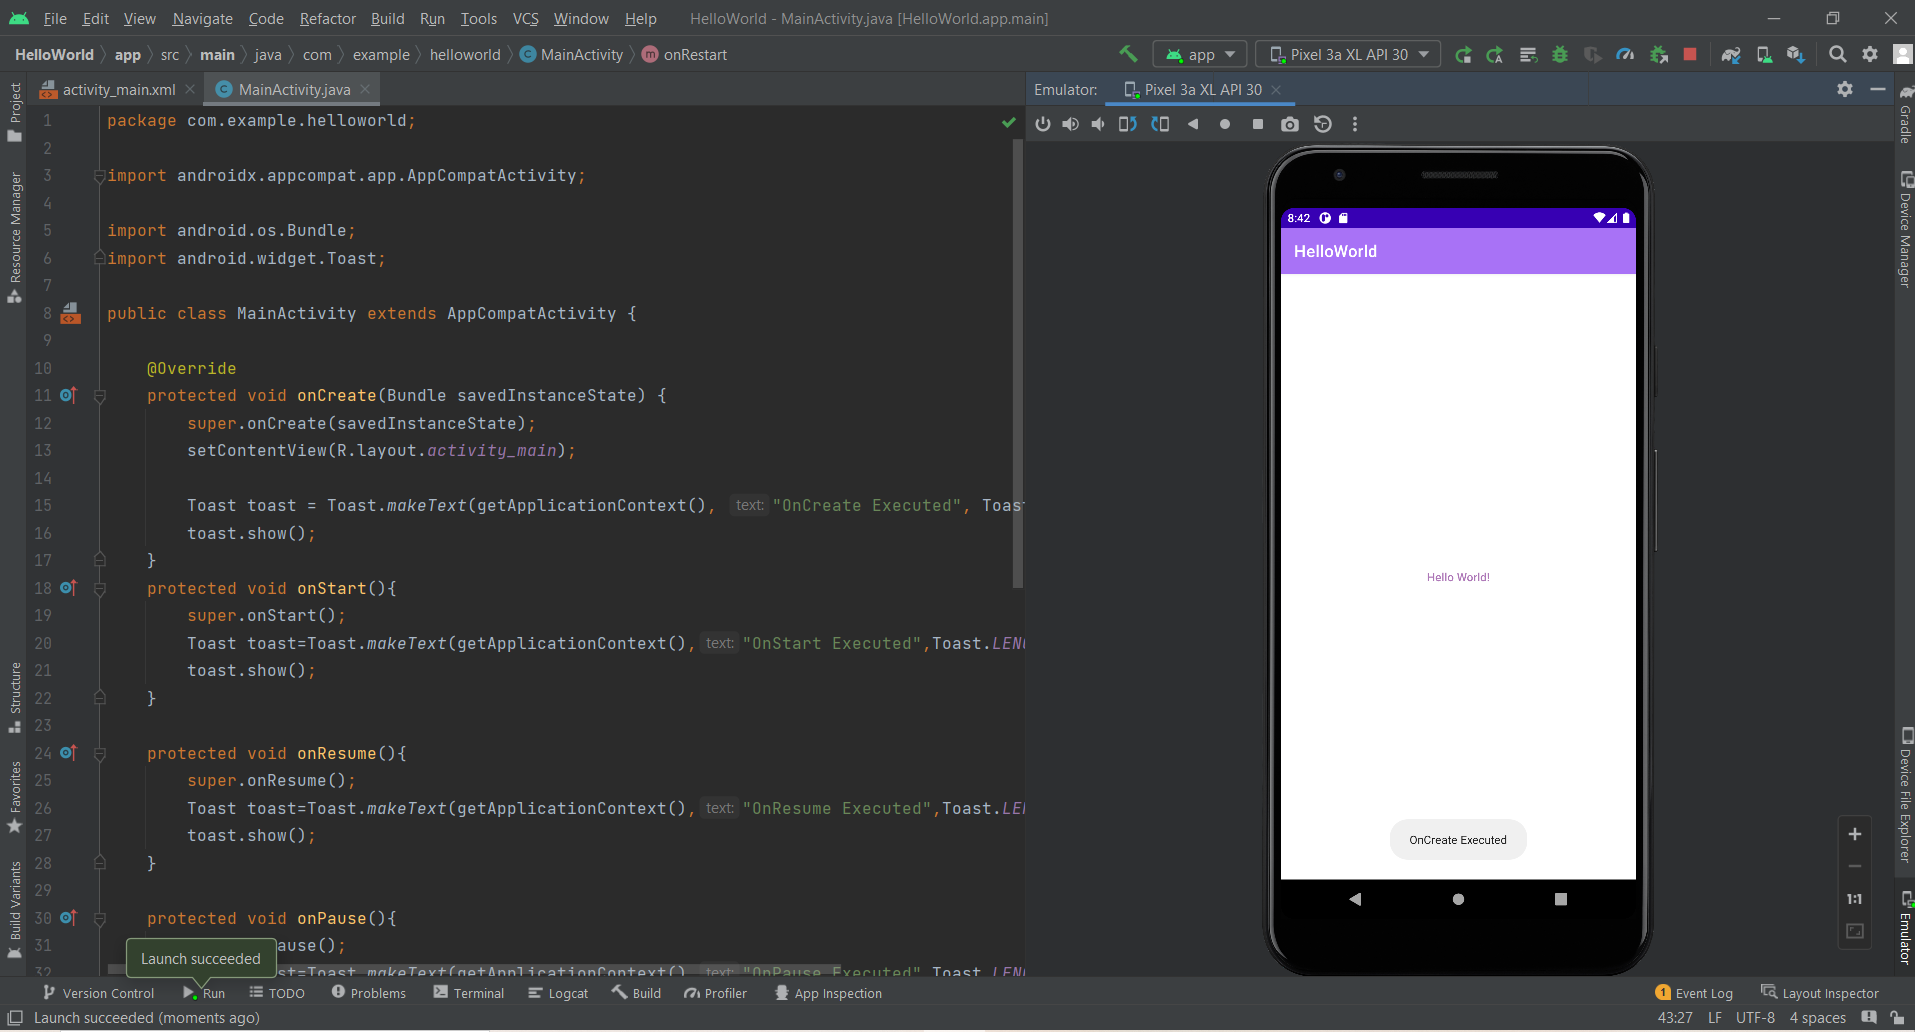 File Edit View Navigate Code Refactor Build Run Tools VCS Window Help HelloWorld - MainActivity.java [HelloWorld.app.main]
HelloWorld app src main java com example helloworld C MainActivity m onRestart app Pixel 3a XL API 30
activity_main.xml C MainActivity.java
Emulator: Pixel 3a XL API 30
Project
Resource Manager
Structure
Favorites
Build Variants
1 package com.example.helloworld;
2
3 import androidx.appcompat.app.AppCompatActivity;
4
5 import android.os.Bundle;
6 import android.widget.Toast;
7
8 public class MainActivity extends AppCompatActivity {
9
10 @Override
11 protected void onCreate(Bundle savedInstanceState) {
12 super.onCreate(savedInstanceState);
13 setContentView(R.layout.activity_main);
14
15 Toast toast = Toast.makeText(getApplicationContext(), text: "OnCreate Executed", Toas
16 toast.show();
17 }
18 protected void onStart(){
19 super.onStart();
20 Toast toast=Toast.makeText(getApplicationContext(), text: "OnStart Executed",Toast.LENG
21 toast.show();
22 }
23
24 protected void onResume(){
25 super.onResume();
26 Toast toast=Toast.makeText(getApplicationContext(), text: "OnResume Executed",Toast.LEN
27 toast.show();
28 }
29
30 protected void onPause(){
31 ause();
32 ast=Toast.makeText(getApplicationContext() text: "OnPause Executed" Toast.LENG
Launch succeeded
8:42
HelloWorld
Hello World!
OnCreate Executed
1:1
Gradle
Device Manager
Device File Explorer
Emulator
Version Control Run TODO Problems Terminal Logcat Build Profiler App Inspection 1 Event Log Layout Inspector
Launch succeeded (moments ago) 43:27 LF UTF-8 4 spaces